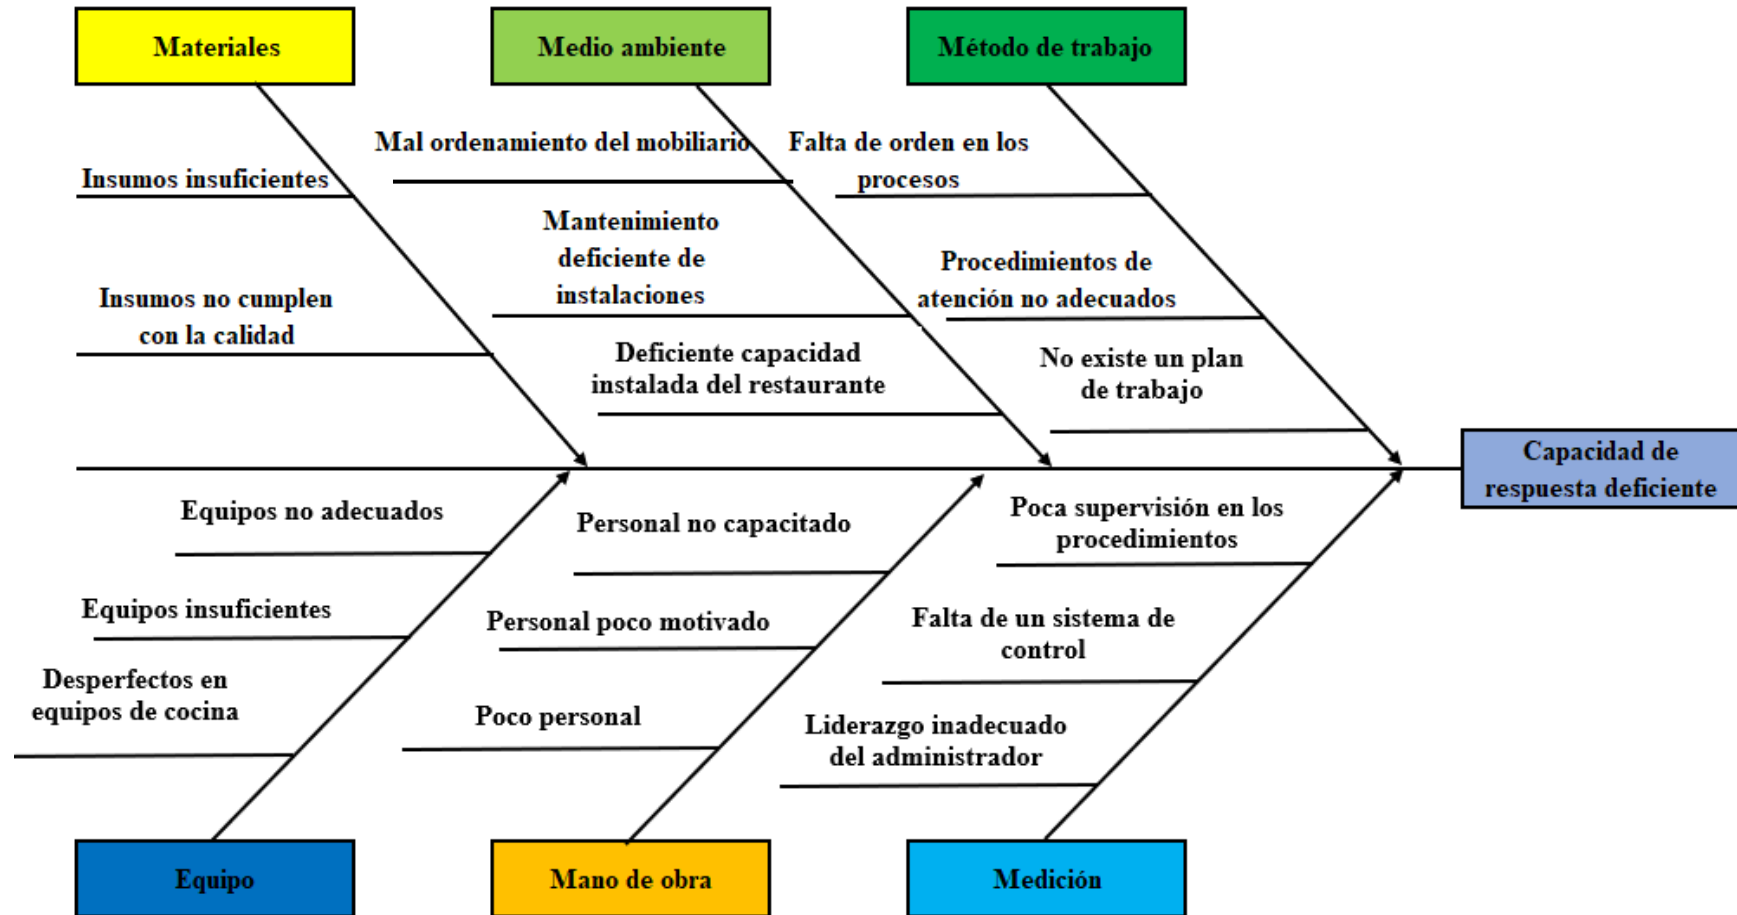 Materiales
Medio ambiente
Método de trabajo
Insumos insuficientes
Insumos no cumplen
con la calidad
Mal ordenamiento del mobiliario
Mantenimiento
deficiente de
instalaciones
Deficiente capacidad
instalada del restaurante
Falta de orden en los
procesos
Procedimientos de
atención no adecuados
No existe un plan
de trabajo
Capacidad de
respuesta deficiente
Equipos no adecuados
Equipos insuficientes
Desperfectos en
equipos de cocina
Personal no capacitado
Personal poco motivado
Poco personal
Poca supervisión en los
procedimientos
Falta de un sistema de
control
Liderazgo inadecuado
del administrador
Equipo
Mano de obra
Medición